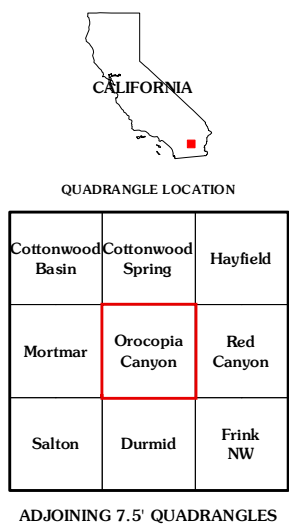 CALIFORNIA
QUADRANGLE LOCATION
Cottonwood
Basin
Cottonwood
Spring
Hayfield
Mortmar
Orocopia
Canyon
Red
Canyon
Salton
Durmid
Frink
NW
ADJOINING 7.5' QUADRANGLES